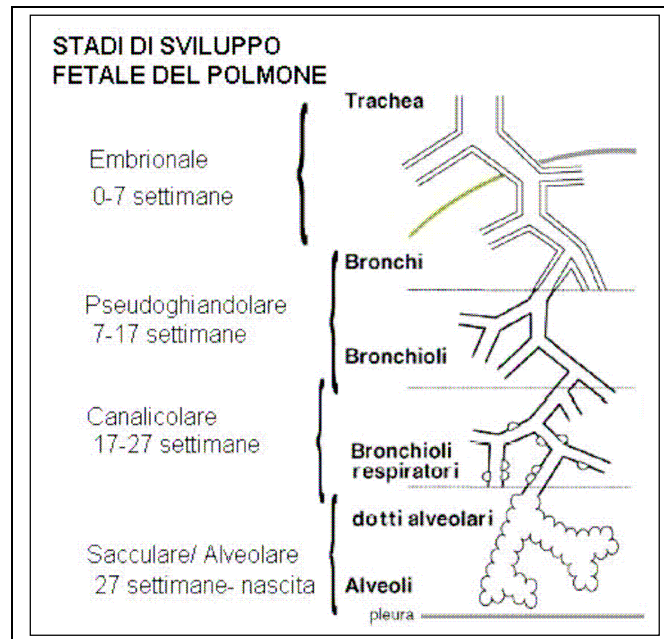 STADI DI SVILUPPO
FETALE DEL POLMONE
Trachea
Embrionale
0-7 settimane
Bronchi
Pseudoghiandolare
7-17 settimane
Bronchioli
Canalicolare
17-27 settimane
Bronchioli
respiratori
dotti alveolari
Sacculare/ Alveolare
27 settimane- nascita
Alveoli
pleura